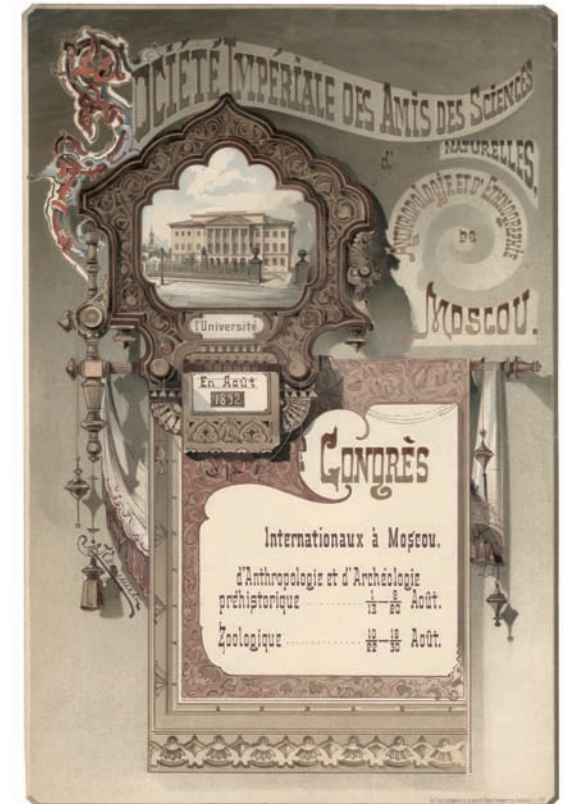 SOCIÉTÉ IMPÉRIALE DES AMIS DES SCIENCES
NATURELLES,
d'
ANTHROPOLOGIE ET D'ETHNOGRAPHIE
DE
MOSCOU.
l'Université
En Août
1892
CONGRÈS
Internationaux à Moscou.
d'Anthropologie et d'Archéologie
préhistorique 1/13 — 8/20 Août.
Zoologique 10/22 — 18/30 Août.